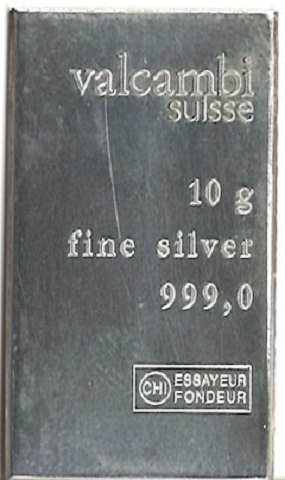 valcambi
suisse
10 g
fine silver
999,0
CHI ESSAYEUR
FONDEUR